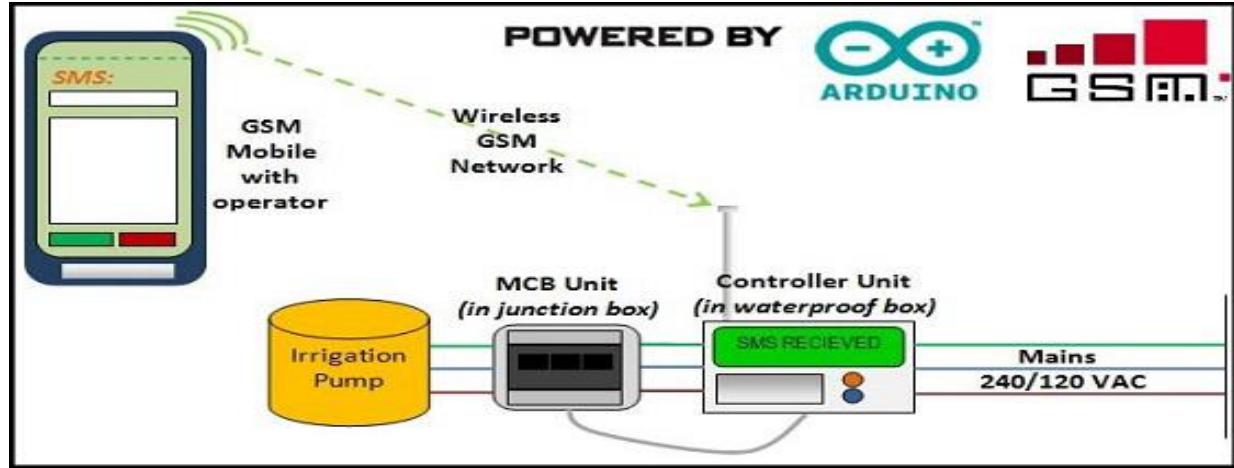 POWERED BY
ARDUINO
GSM
SMS:
GSM
Mobile
with
operator
Wireless
GSM
Network
MCB Unit
(in junction box)
Controller Unit
(in waterproof box)
SMS RECIEVED
Irrigation
Pump
Mains
240/120 VAC